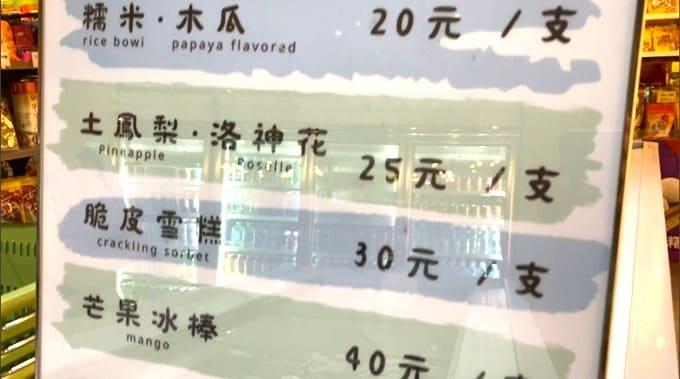 糯米·木瓜 20元 /支
rice bowi papaya flavored
土鳳梨·洛神花 25元 /支
Pineapple Roselle
脆皮雪糕 30元 /支
crackling sorbet
芒果冰棒 40元 /支
mango